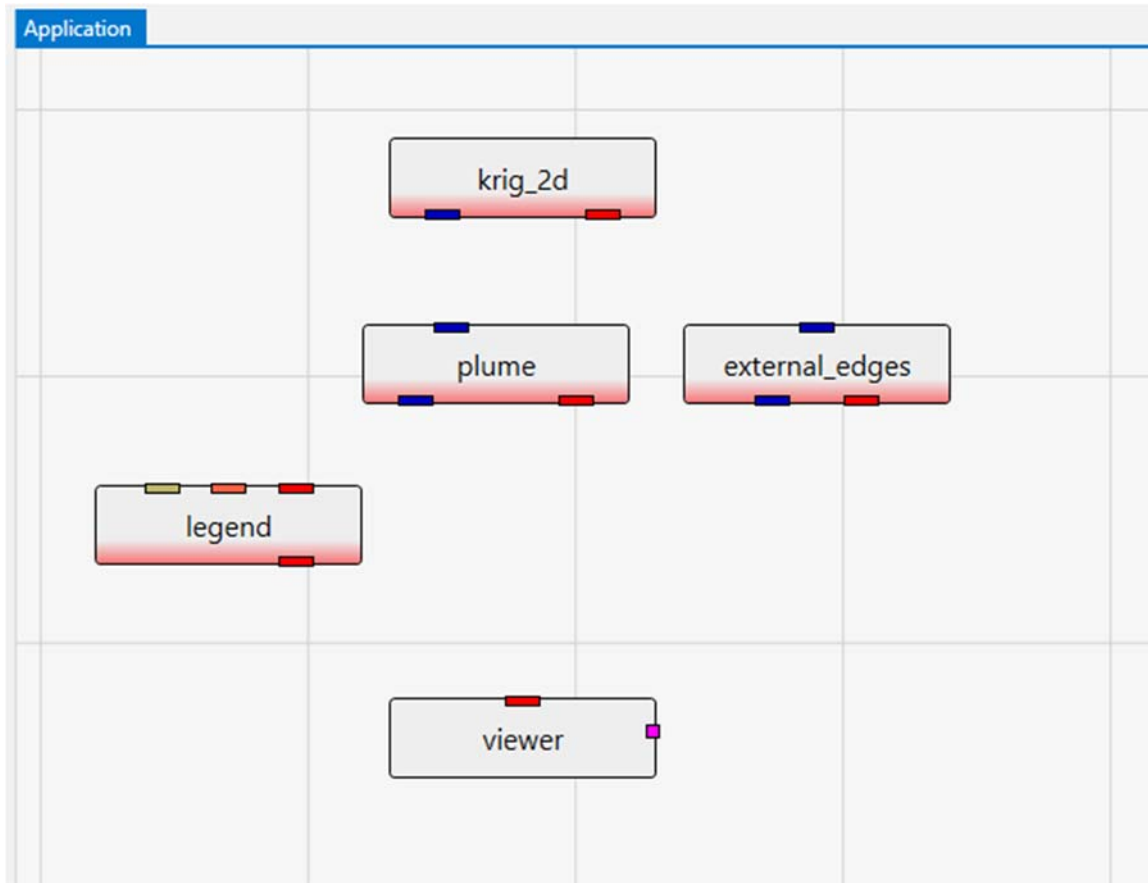 Application
krig_2d
plume
external_edges
legend
viewer